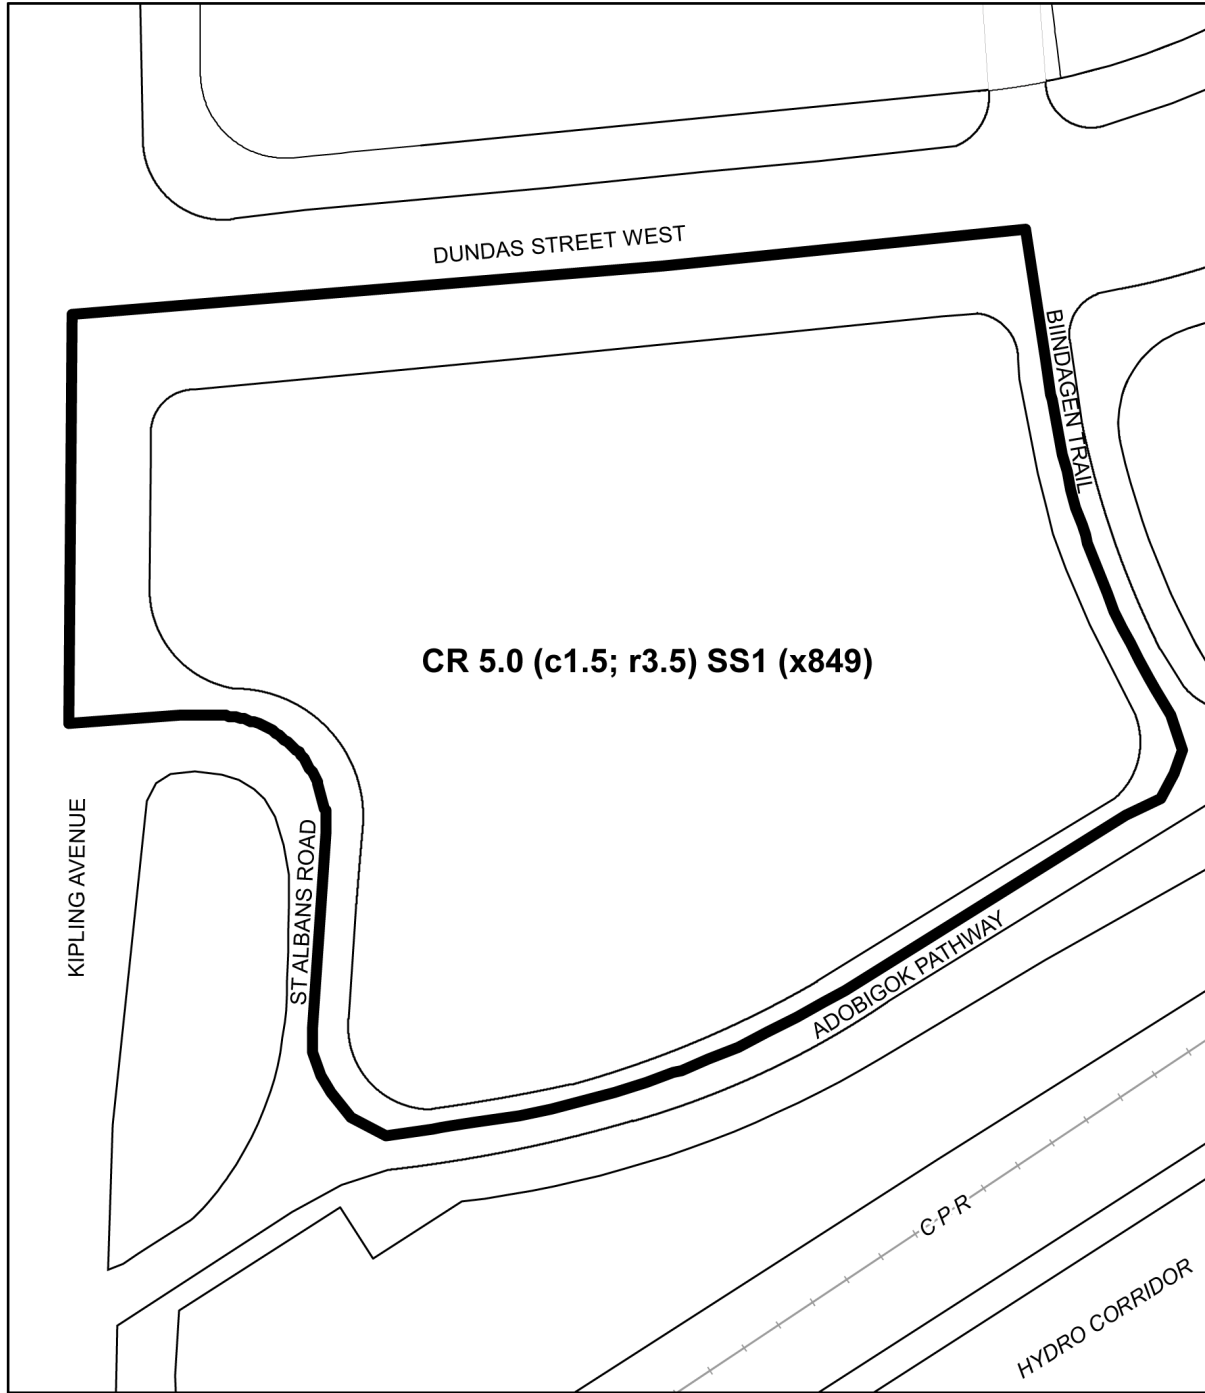 DUNDAS STREET WEST
BIINDAGEN TRAIL
CR 5.0 (c1.5; r3.5) SS1 (x849)
KIPLING AVENUE
ST ALBANS ROAD
ADOBIGOK PATHWAY
C P R
HYDRO CORRIDOR